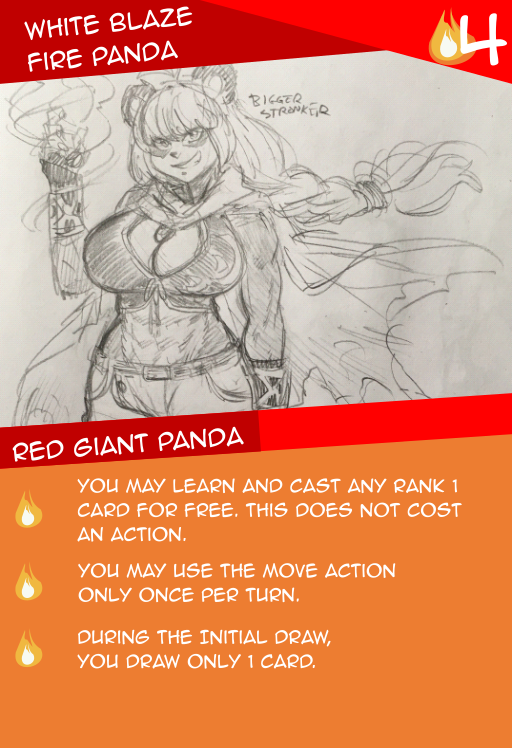 WHITE BLAZE
FIRE PANDA
4
BIGGER
STRONKER
RED GIANT PANDA
YOU MAY LEARN AND CAST ANY RANK 1
CARD FOR FREE. THIS DOES NOT COST
AN ACTION.
YOU MAY USE THE MOVE ACTION
ONLY ONCE PER TURN.
DURING THE INITIAL DRAW,
YOU DRAW ONLY 1 CARD.